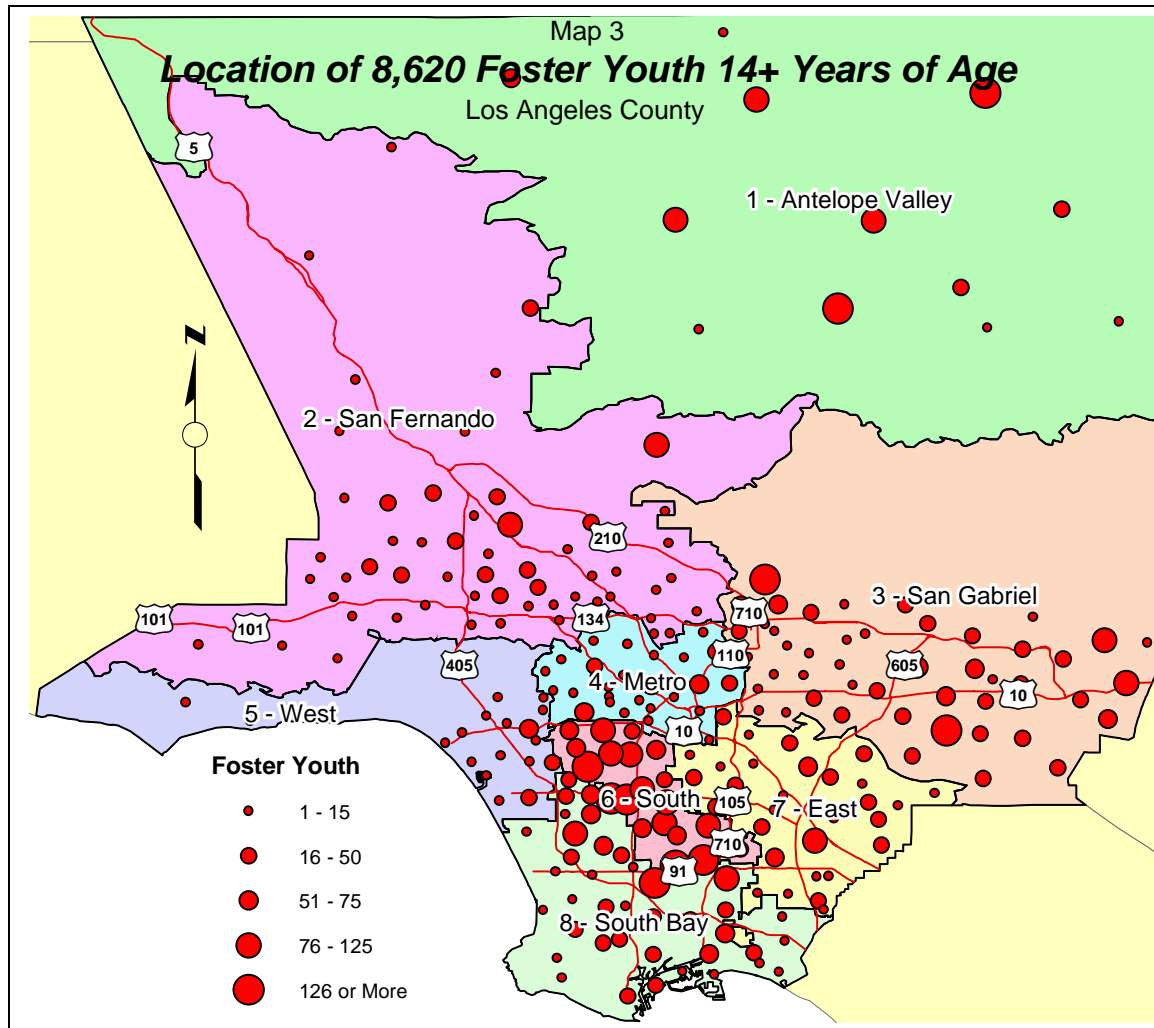 Map 3
Location of 8,620 Foster Youth 14+ Years of Age
Los Angeles County
5
1 - Antelope Valley
N
2 - San Fernando
210
101
101
134
710
3 - San Gabriel
405
110
605
4 - Metro
10
5 - West
10
Foster Youth
1 - 15
16 - 50
51 - 75
76 - 125
126 or More
6 - South
105
7 - East
710
91
8 - South Bay